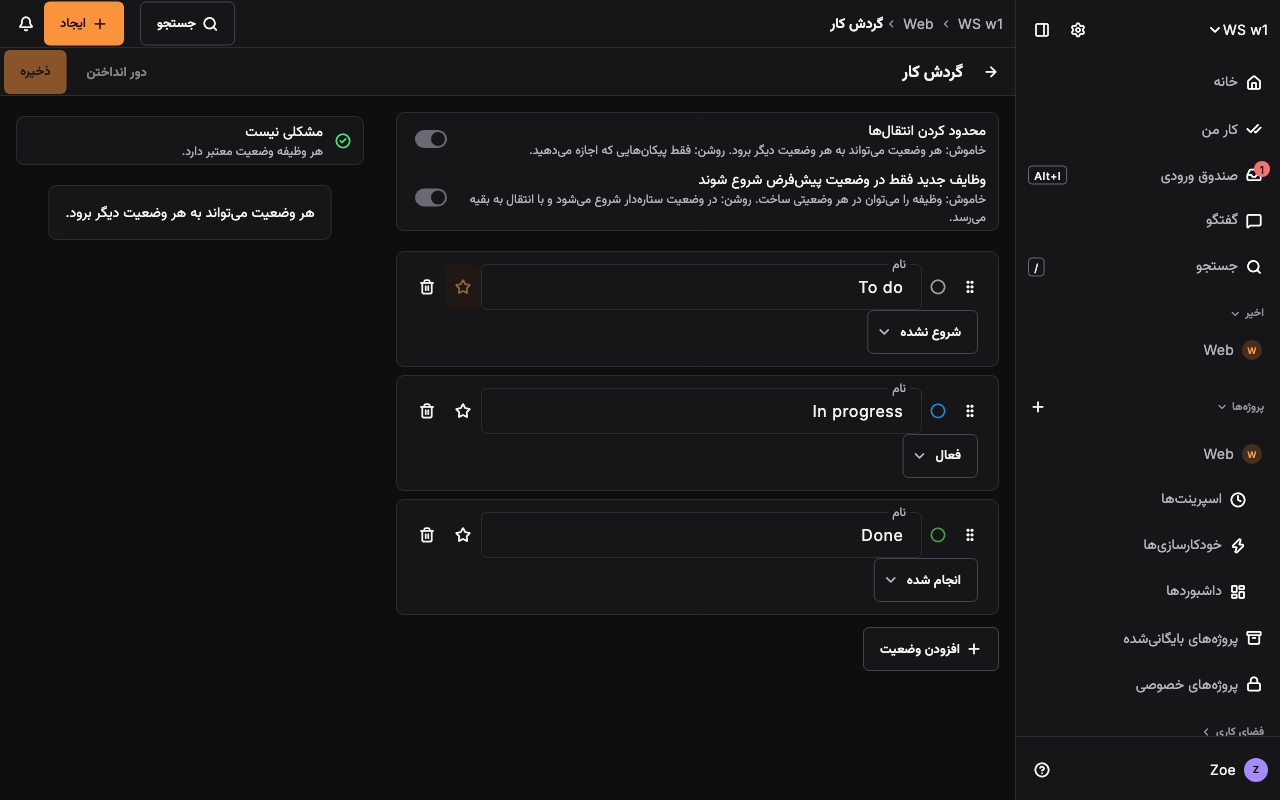 WS w1
خانه
کار من
صندوق ورودی
1
Alt+I
گفتگو
جستجو
/
اخیر
W
Web
پروژه‌ها
W
Web
اسپرینت‌ها
خودکارسازی‌ها
داشبوردها
پروژه‌های بایگانی‌شده
پروژه‌های خصوصی
فضای کاری
Z
Zoe
WS w1 › Web › گردش کار
جستجو
ایجاد
گردش کار
دور انداختن
ذخیره
محدود کردن انتقال‌ها
خاموش: هر وضعیت می‌تواند به هر وضعیت دیگر برود. روشن: فقط پیکان‌هایی که اجازه می‌دهید.
وظایف جدید فقط در وضعیت پیش‌فرض شروع شوند
خاموش: وظیفه را می‌توان در هر وضعیتی ساخت. روشن: در وضعیت ستاره‌دار شروع می‌شود و با انتقال به بقیه
می‌رسد.
نام
To do
شروع نشده
نام
In progress
فعال
نام
Done
انجام شده
افزودن وضعیت
مشکلی نیست
هر وظیفه وضعیت معتبر دارد.
هر وضعیت می‌تواند به هر وضعیت دیگر برود.